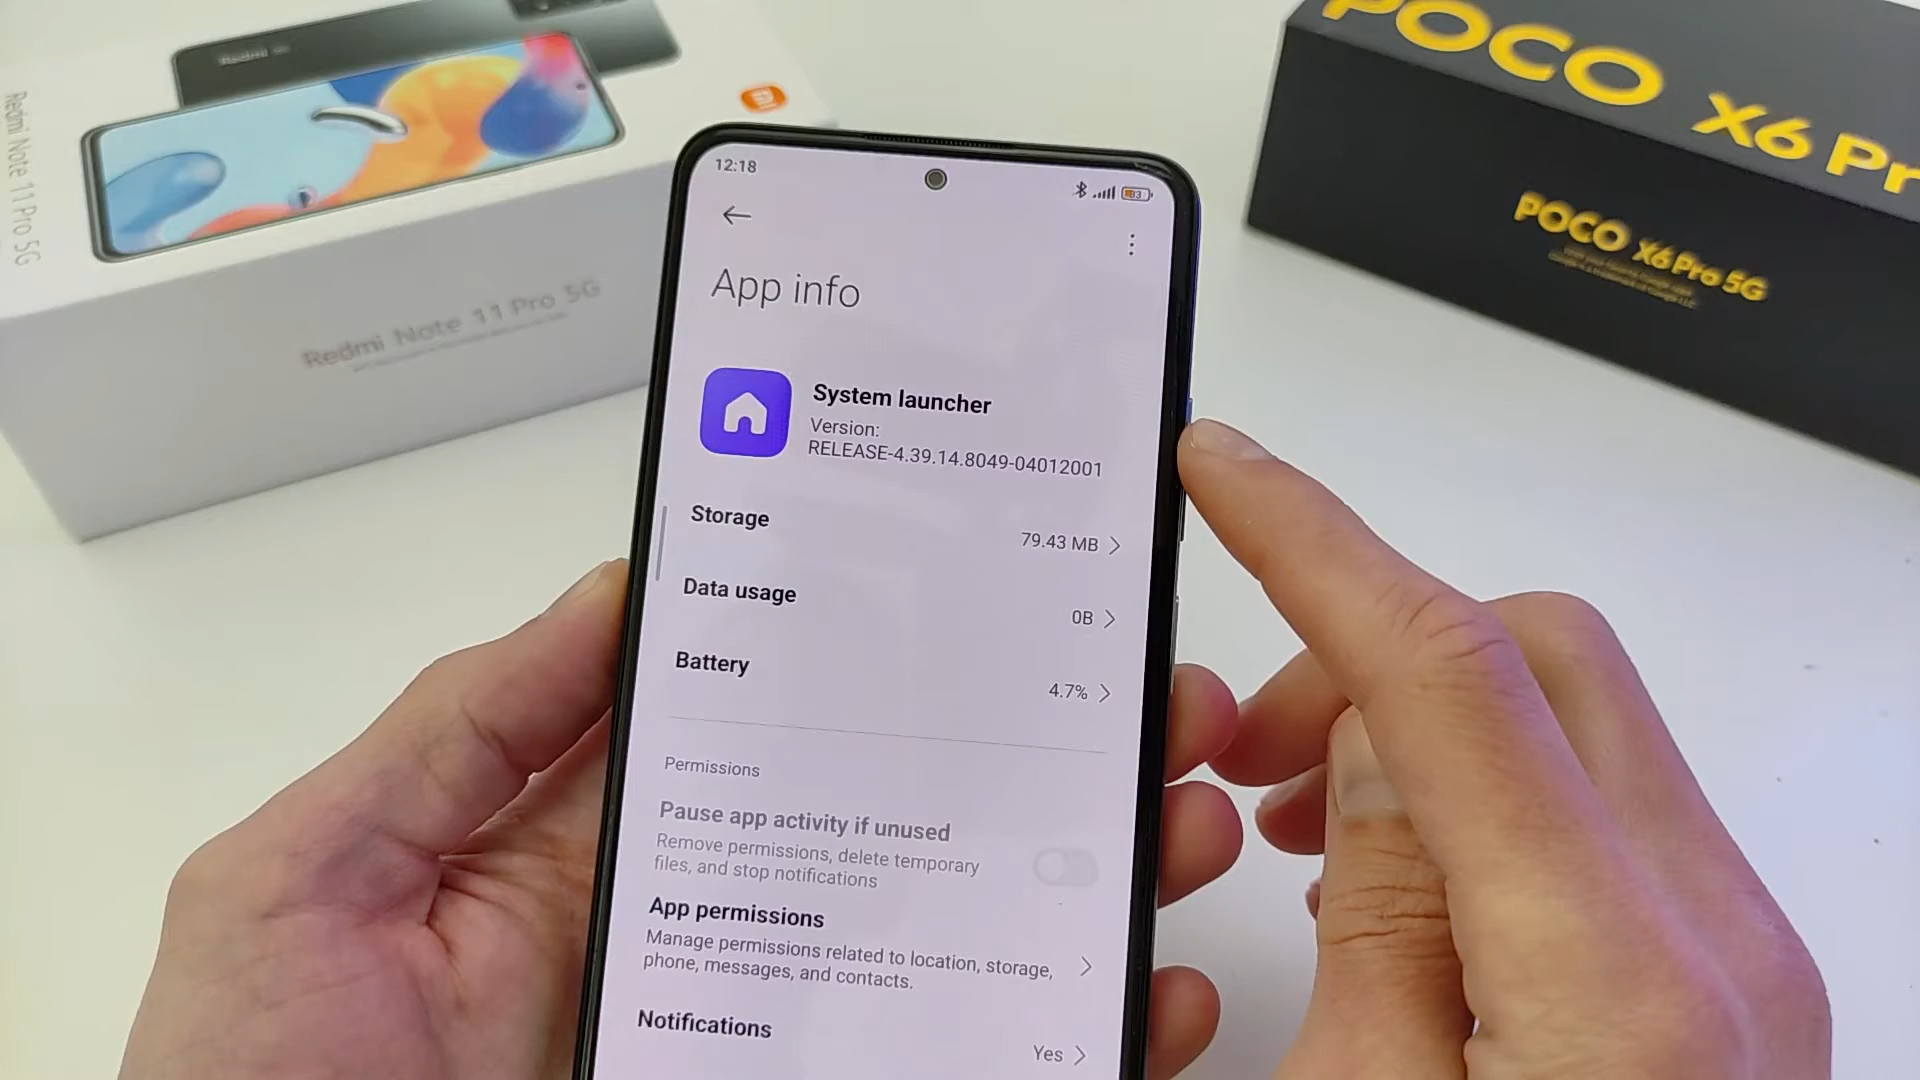 Redmi
Redmi Note 11 Pro 5G
Redmi Note 11 Pro 5G
POCO X6 Pr
POCO X6 Pro 5G
12:18
App info
System launcher
Version:
RELEASE-4.39.14.8049-04012001
Storage
79.43 MB
Data usage
0B
Battery
4.7%
Permissions
Pause app activity if unused
Remove permissions, delete temporary
files, and stop notifications
App permissions
Manage permissions related to location, storage,
phone, messages, and contacts.
Notifications
Yes